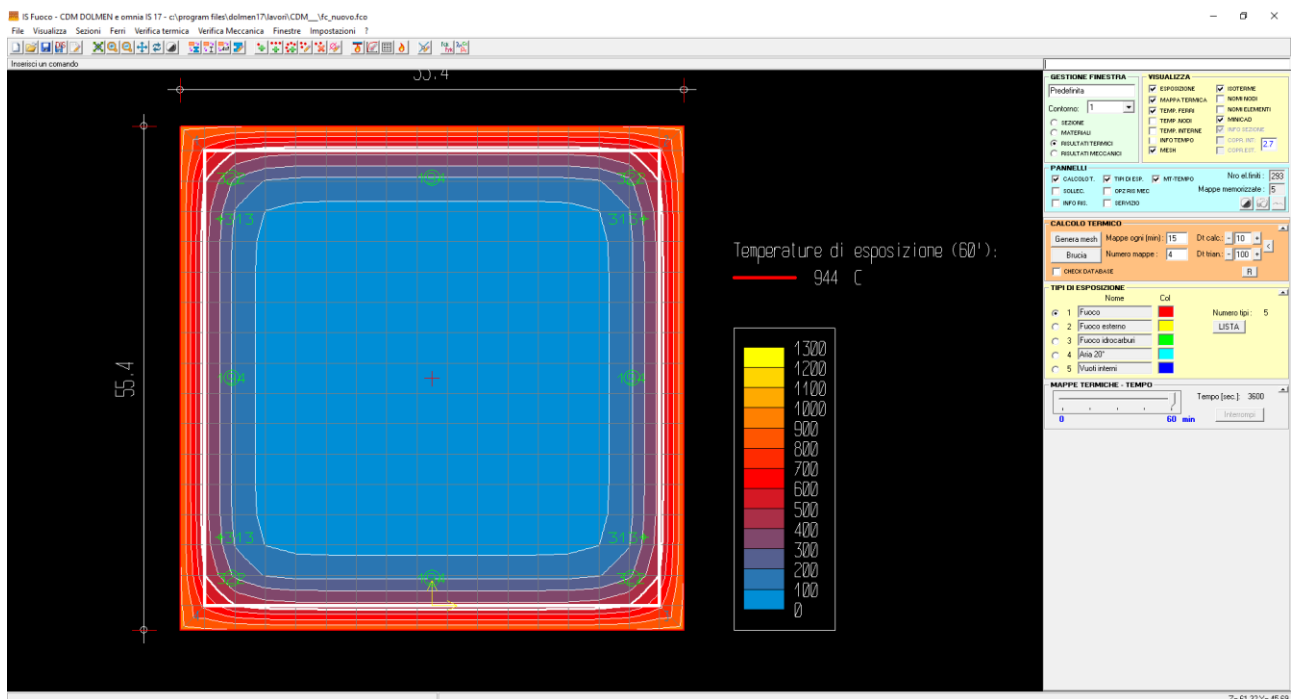 IS Fuoco - CDM DOLMEN e omnia IS 17 - c:\program files\dolmen17\lavori\CDM__\fc_nuovo.fco
File Visualizza Sezioni Ferri Verifica termica Verifica Meccanica Finestre Impostazioni ?
Inserisci un comando
55.4
55.4
Temperature di esposizione (60'):
944 C
1300
1200
1100
1000
900
800
700
600
500
400
300
200
100
0
GESTIONE FINESTRA
Predefinita
Contorno: 1
SEZIONE
MATERIALI
RISULTATI TERMICI
RISULTATI MECCANICI
VISUALIZZA
ESPOSIZIONE
ISOTERME
MAPPA TERMICA
NOMI NODI
TEMP. FERRI
NOMI ELEMENTI
TEMP. NODI
MINICAD
TEMP. INTERNE
INFO SEZIONE
INFO TEMPO
COPR. INT.
2.7
MESH
COPR.EST.
PANNELLI
CALCOLO T.
TIPI DI ESP.
MT-TEMPO
Nro el.finiti : 293
SOLLEC.
OPZ RIS MEC
Mappe memorizzate : 5
INFO RIS.
SERVIZIO
CALCOLO TERMICO
Genera mesh
Mappe ogni (min) : 15
Dt calc.: - 10 +
<
Brucia
Numero mappe : 4
Dt trian.: - 100 +
CHECK DATABASE
R
TIPI DI ESPOSIZIONE
Nome Col
1 Fuoco
Numero tipi : 5
2 Fuoco esterno
LISTA
3 Fuoco idrocarburi
4 Aria 20°
5 Vuoti interni
MAPPE TERMICHE - TEMPO
Tempo [sec.]: 3600
Interrompi
0 60 min